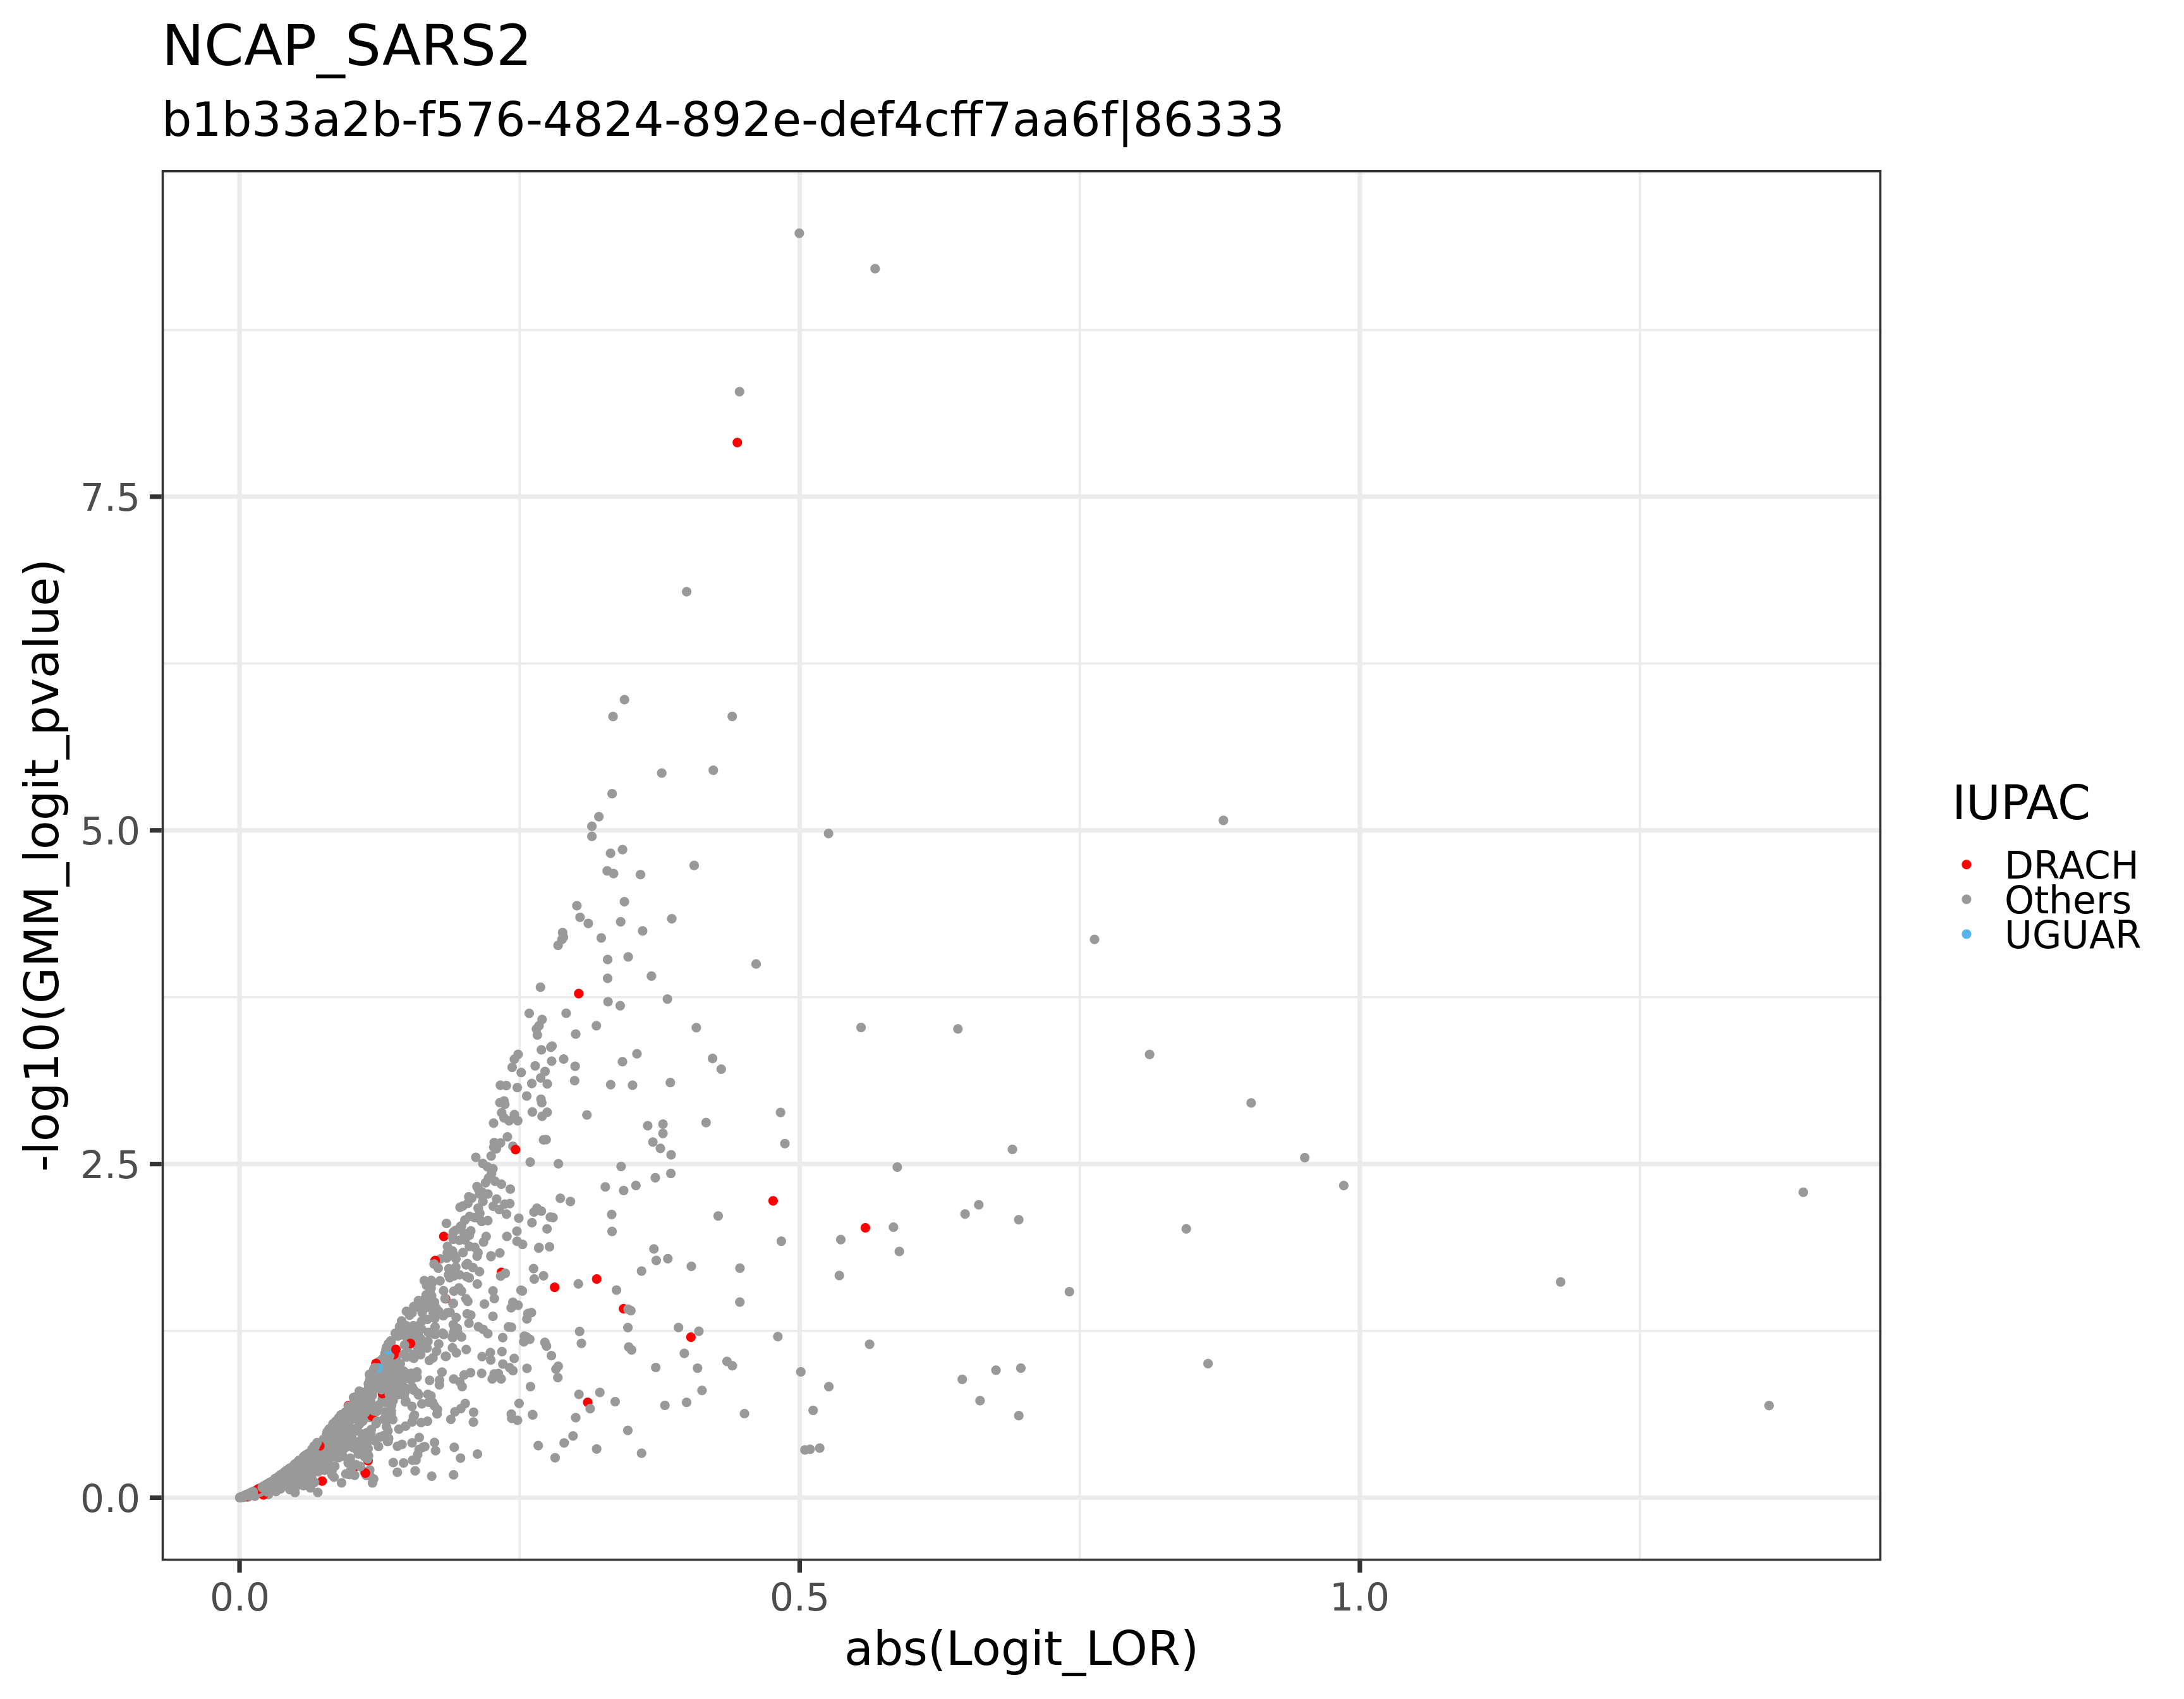 NCAP_SARS2
b1b33a2b-f576-4824-892e-def4cff7aa6f|86333
-log10(GMM_logit_pvalue)
7.5
5.0
2.5
0.0
0.0
0.5
1.0
abs(Logit_LOR)
IUPAC
DRACH
Others
UGUAR